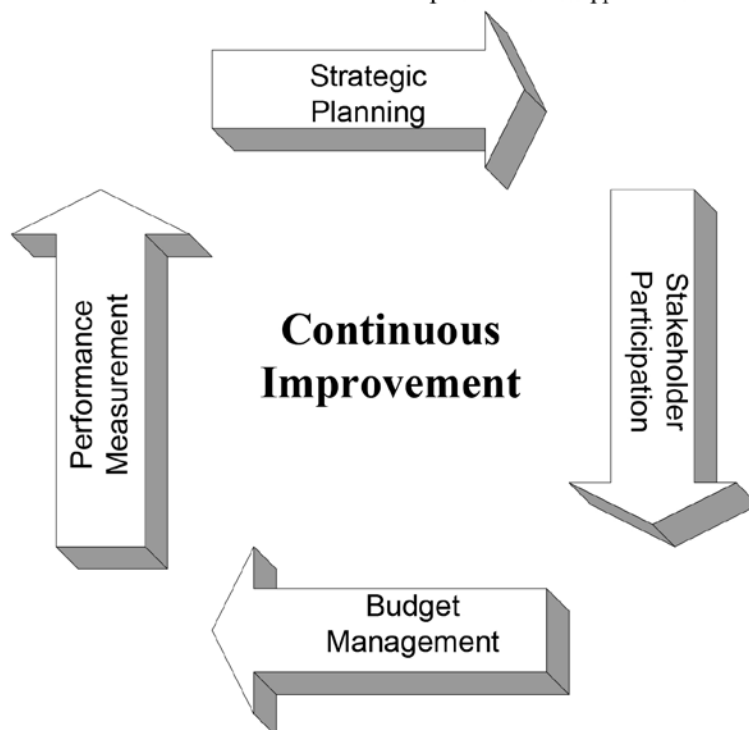 Strategic
Planning
Stakeholder
Participation
Continuous
Improvement
Performance
Measurement
Budget
Management